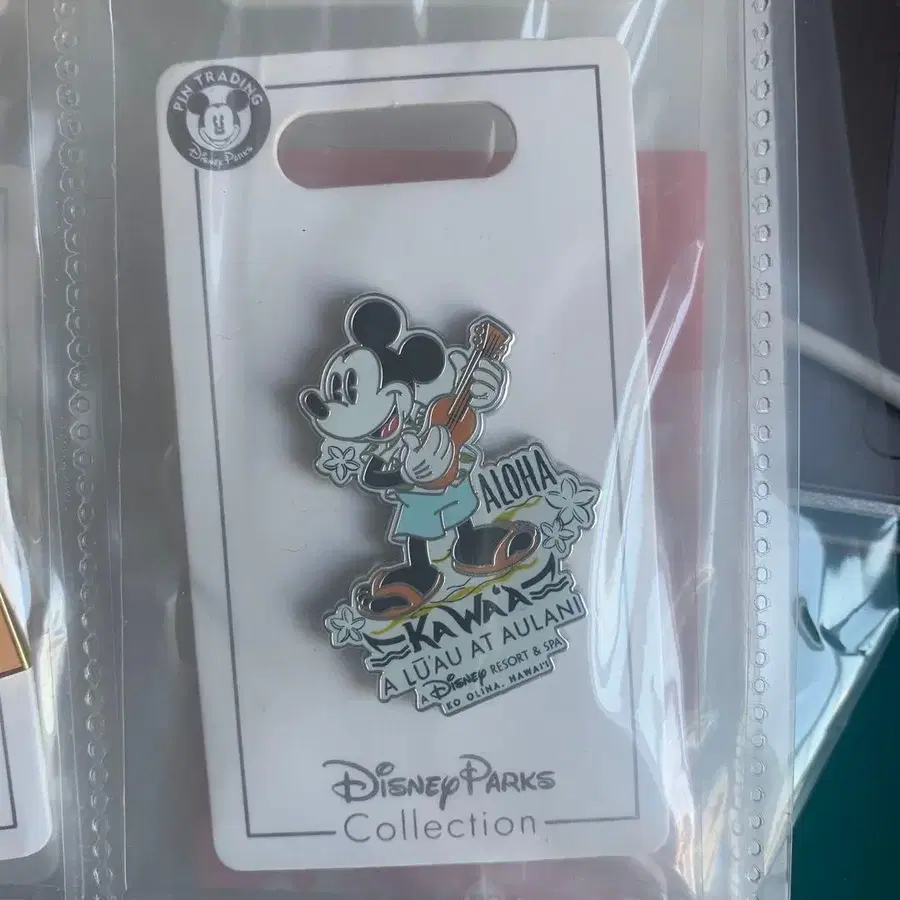 PIN TRADING
Disney Parks
ALOHA
KAWA'A
A LŪ'AU AT AULANI
A Disney RESORT & SPA
KO OLINA, HAWAI'I
Disney Parks
Collection